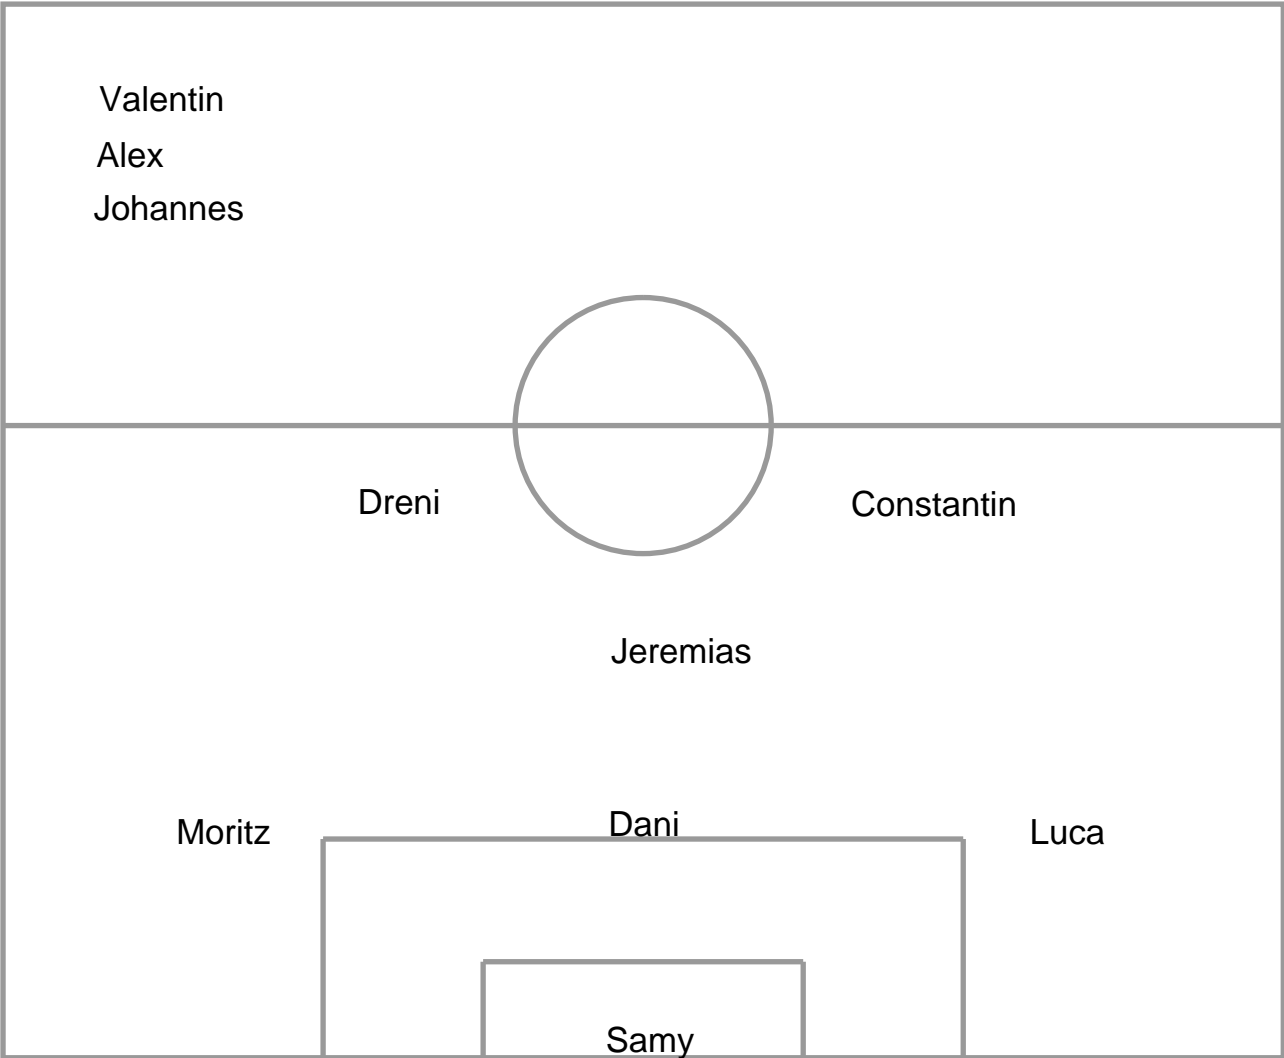 Valentin
Alex
Johannes
Dreni Constantin
Jeremias
Moritz Dani Luca
Samy